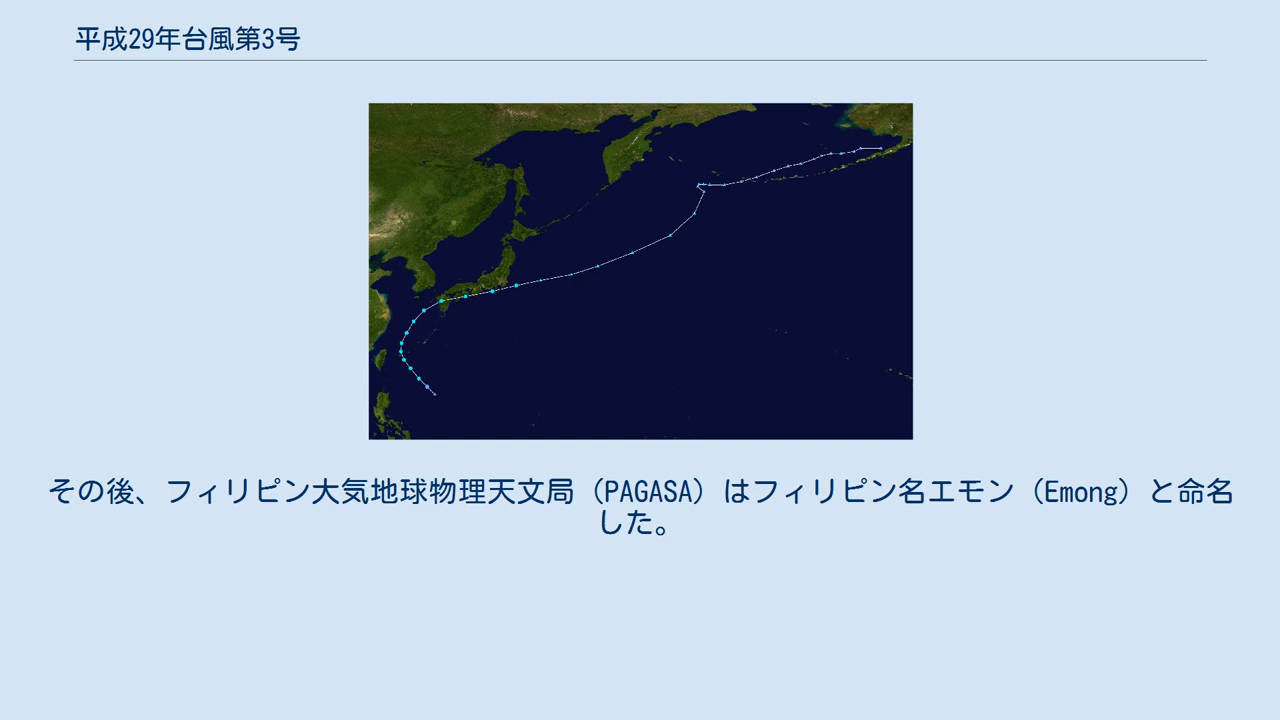 平成29年台風第3号
その後、フィリピン大気地球物理天文局（PAGASA）はフィリピン名エモン（Emong）と命名
した。